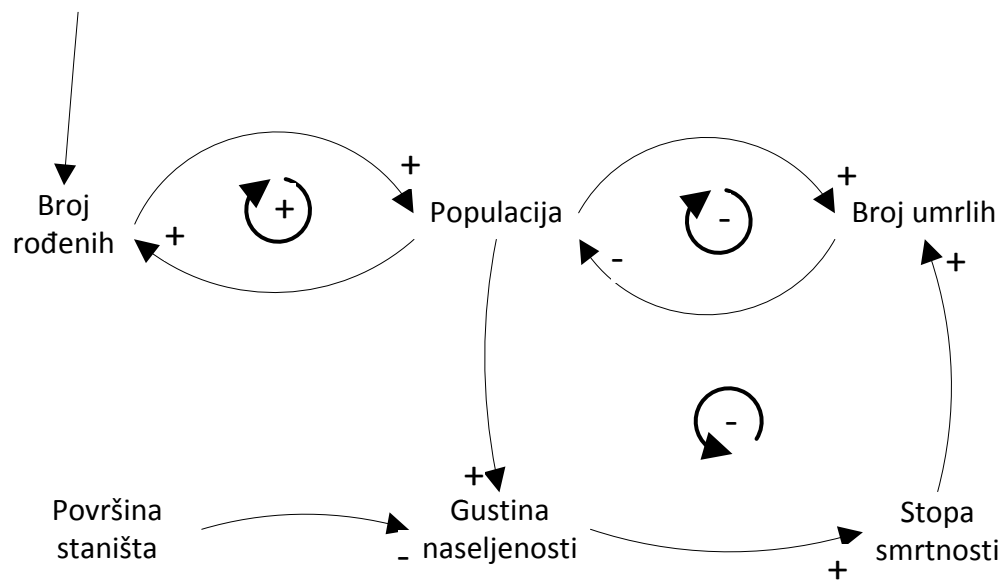 +
+
Broj
rođenih
+
Populacija
-
Broj umrlih
+
-
+
-
+
Površina
staništa
-
Gustina
naseljenosti
+
Stopa
smrtnosti